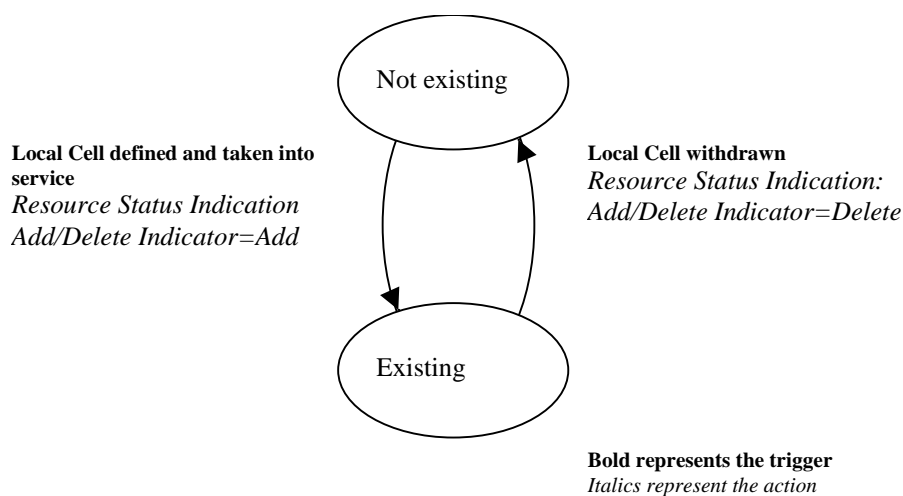 Not existing
Local Cell defined and taken into
service
Resource Status Indication
Add/Delete Indicator=Add
Local Cell withdrawn
Resource Status Indication:
Add/Delete Indicator=Delete
Existing
Bold represents the trigger
Italics represent the action